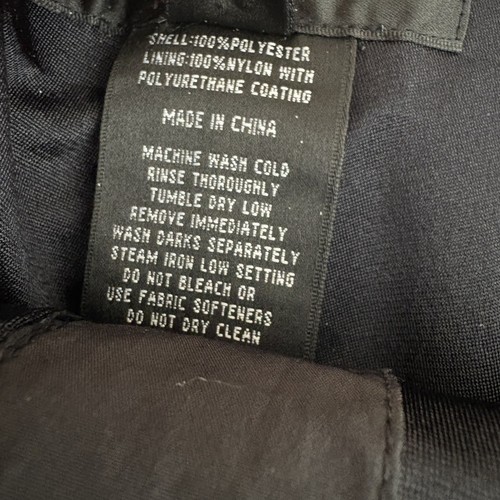 SHELL:100%POLYESTER
LINING:100%NYLON WITH
POLYURETHANE COATING
MADE IN CHINA
MACHINE WASH COLD
RINSE THOROUGHLY
TUMBLE DRY LOW
REMOVE IMMEDIATELY
WASH DARKS SEPARATELY
STEAM IRON LOW SETTING
DO NOT BLEACH OR
USE FABRIC SOFTENERS
DO NOT DRY CLEAN